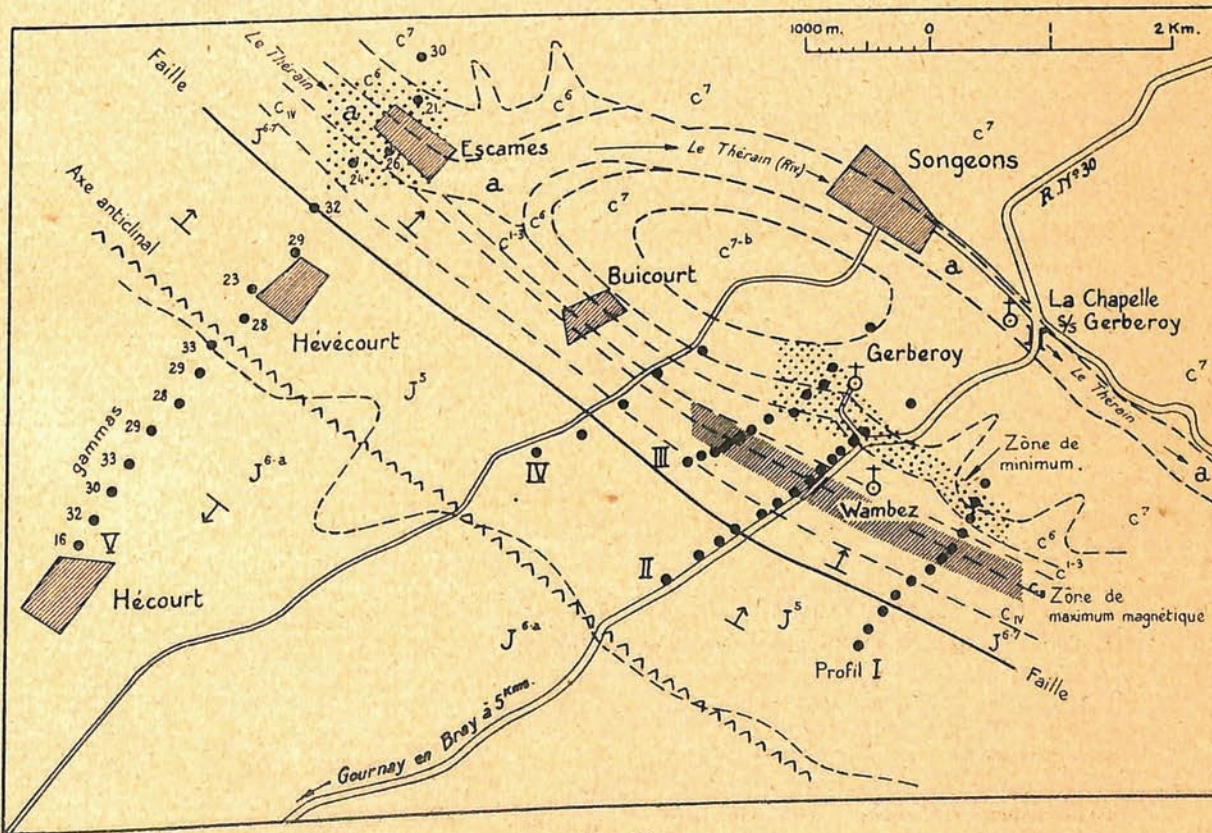 1000 m. 0 1 2 Km.
Faille
Le Thérain
C⁷
30
C⁶
21
a
C IV
J⁶⁻⁷
26
24
Escames
a
C⁶
C⁷
C⁷
Le Thérain (Riv)
Songeons
R. Nº 30
Axe anticlinal
32
29
23
28
Hévécourt
33
C¹⁻³
C⁶
C⁷
C⁷⁻ᵇ
Buicourt
a
La Chapelle
s/s Gerberoy
Le Thérain
C⁷
a
Gerberoy
29
28
29
33
30
32
16
gammas
V
Hécourt
J⁵
J⁶⁻ᵃ
IV
III
II
Wambez
Zône de
minimum.
C⁷
C⁶
C¹⁻³
Zône de
maximum magnétique
C IV
J⁶⁻⁷
J⁵
J⁶⁻ᵃ
Profil I
Faille
Gournay en Bray à 5 Kms.